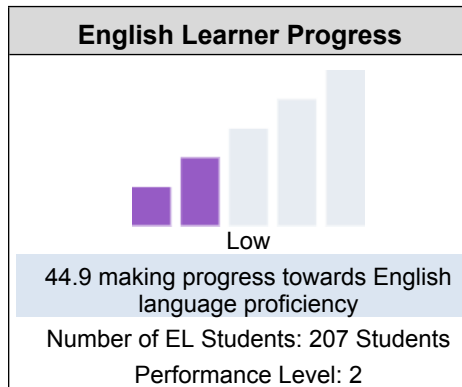 English Learner Progress
Low
44.9 making progress towards English
language proficiency
Number of EL Students: 207 Students
Performance Level: 2